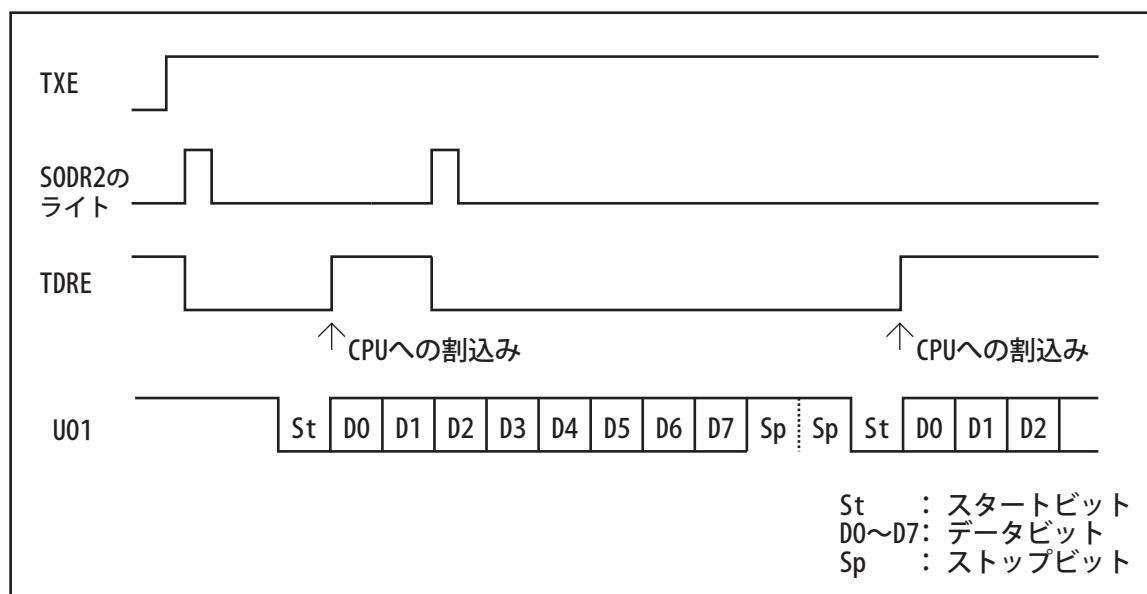 TXE
SODR2の
ライト
TDRE
CPUへの割込み CPUへの割込み
UO1 St D0 D1 D2 D3 D4 D5 D6 D7 Sp Sp St D0 D1 D2
St : スタートビット
D0〜D7: データビット
Sp : ストップビット